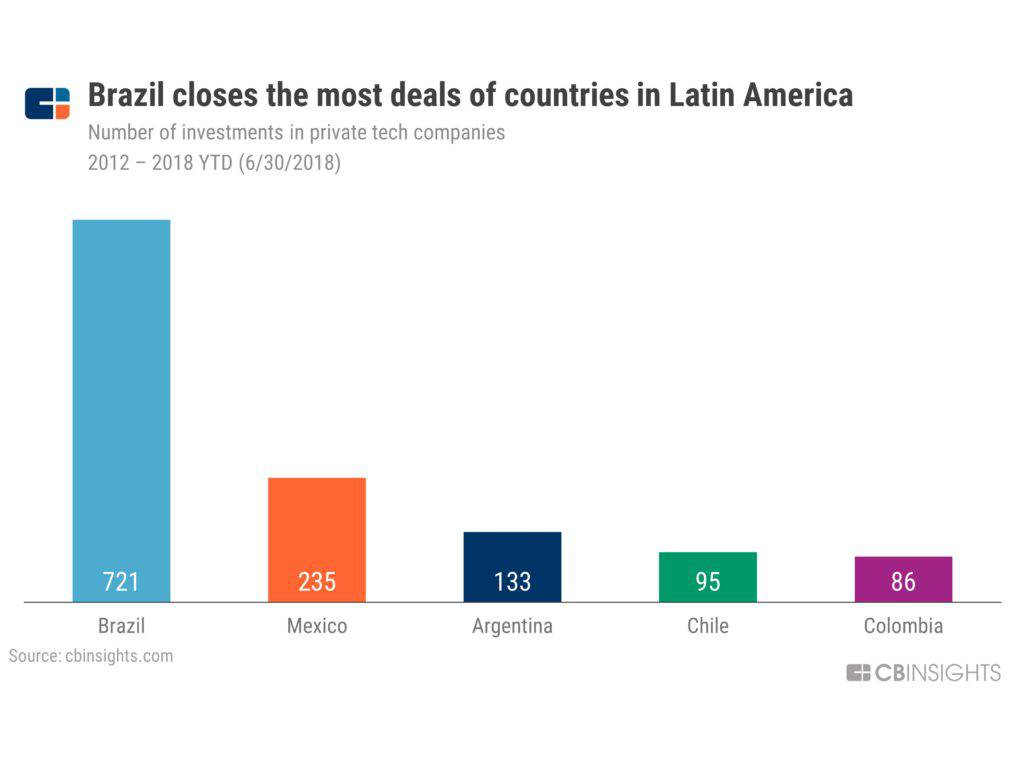 Brazil closes the most deals of countries in Latin America
Number of investments in private tech companies
2012 – 2018 YTD (6/30/2018)
721
235
133
95
86
Brazil
Mexico
Argentina
Chile
Colombia
Source: cbinsights.com
CBINSIGHTS